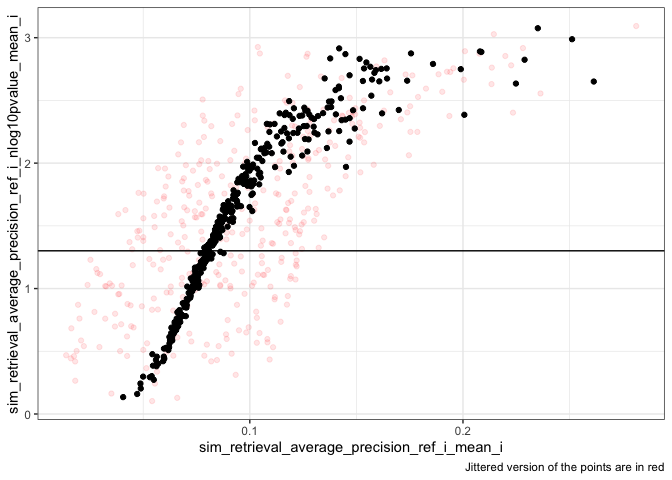 sim_retrieval_average_precision_ref_i_nlog10pvalue_mean_i
3
2
1
0
0.1
0.2
sim_retrieval_average_precision_ref_i_mean_i
Jittered version of the points are in red